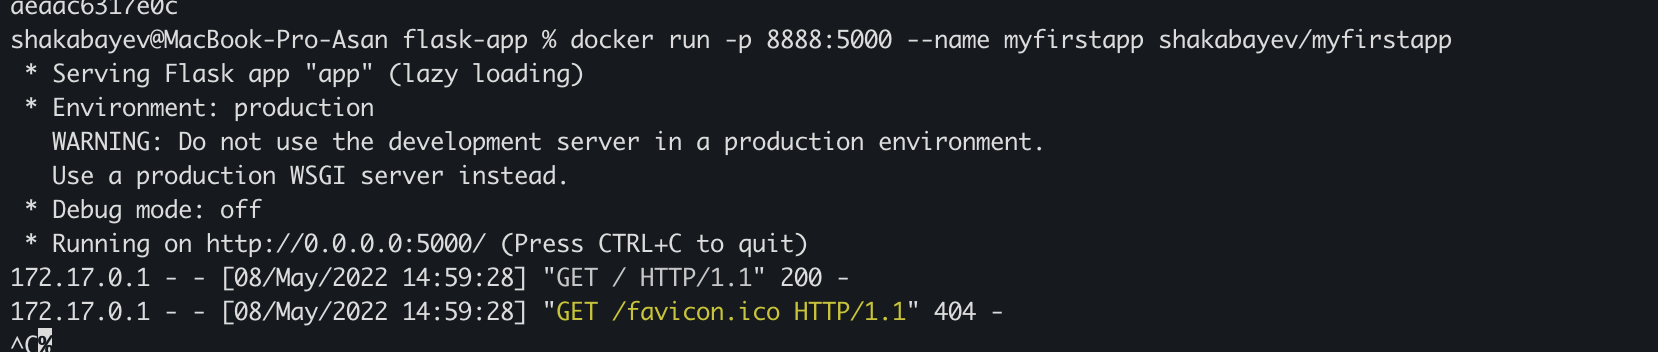 aeaac6317e0c
shakabayev@MacBook-Pro-Asan flask-app % docker run -p 8888:5000 --name myfirstapp shakabayev/myfirstapp
* Serving Flask app "app" (lazy loading)
* Environment: production
WARNING: Do not use the development server in a production environment.
Use a production WSGI server instead.
* Debug mode: off
* Running on http://0.0.0.0:5000/ (Press CTRL+C to quit)
172.17.0.1 - - [08/May/2022 14:59:28] "GET / HTTP/1.1" 200 -
172.17.0.1 - - [08/May/2022 14:59:28] "GET /favicon.ico HTTP/1.1" 404 -
^C%